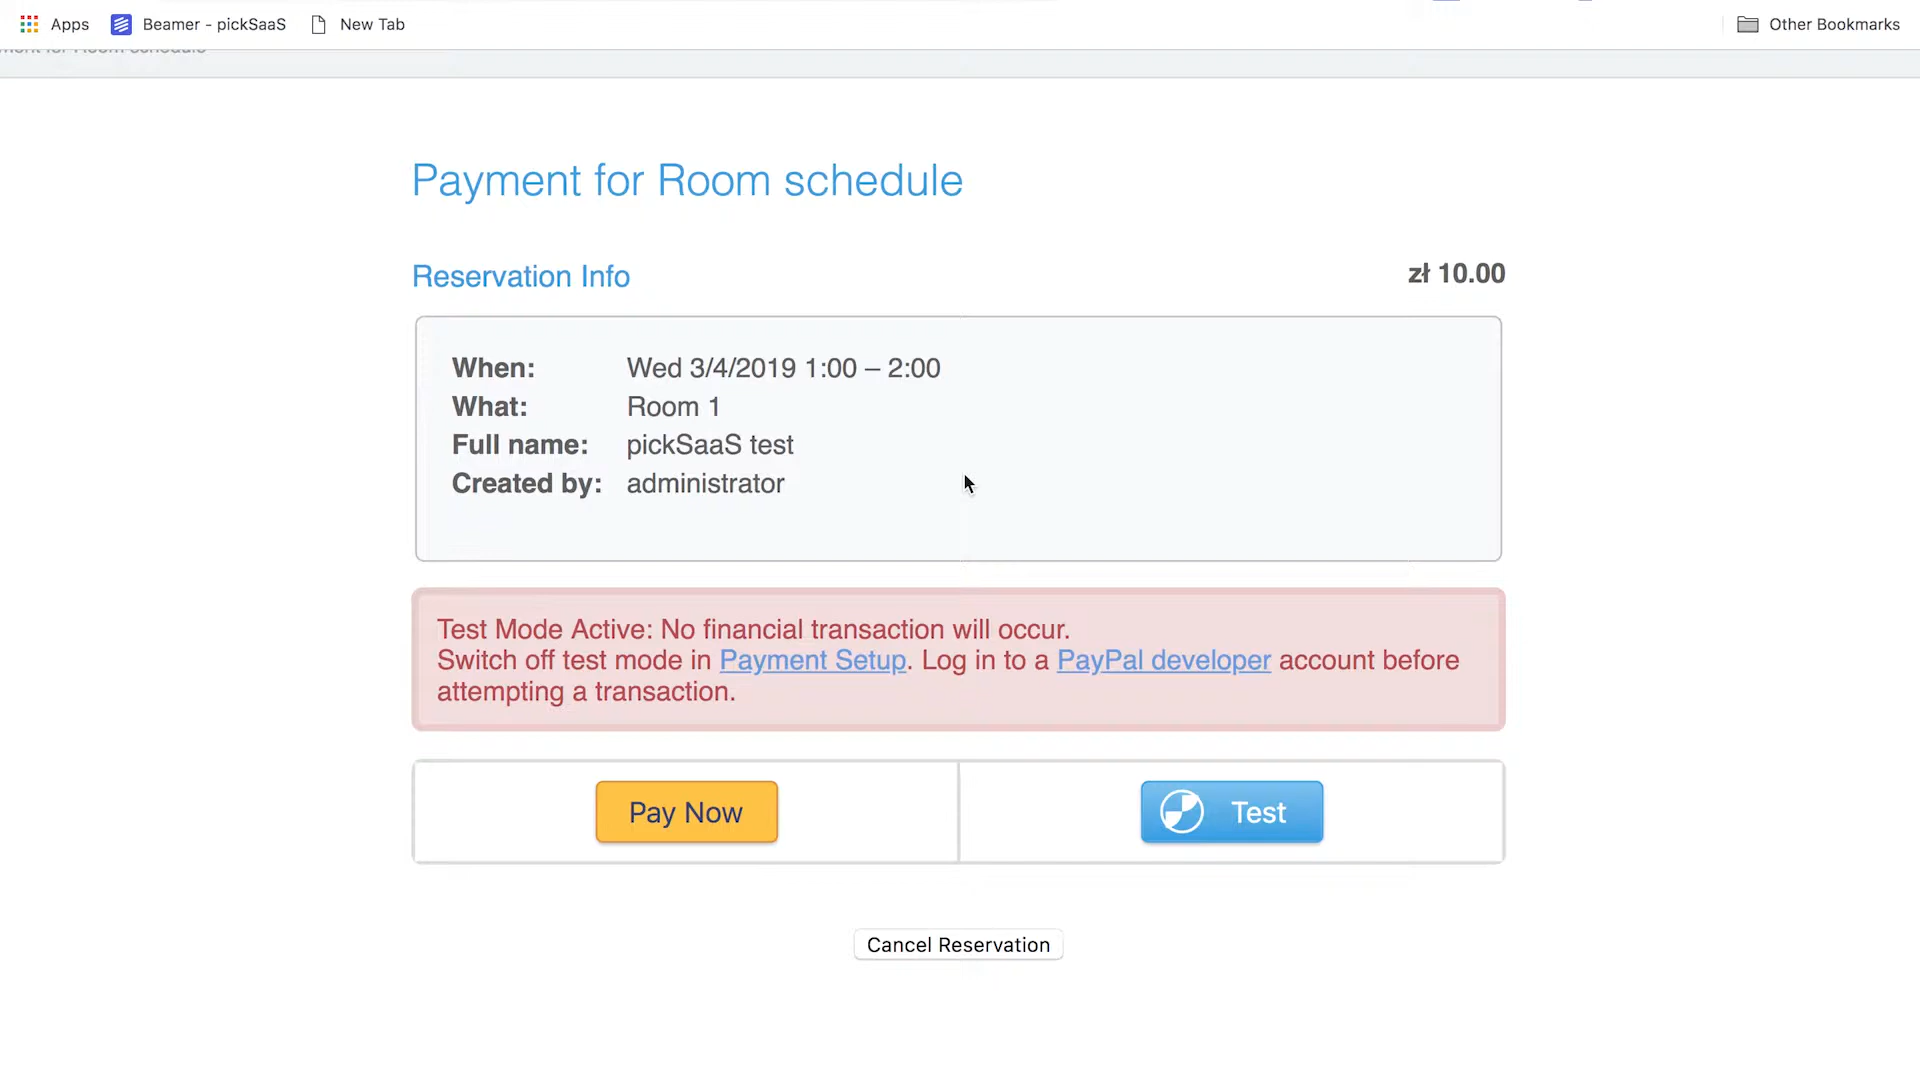 Apps
Beamer - pickSaaS
New Tab
Other Bookmarks
Payment for Room schedule
Reservation Info
zł 10.00
When: Wed 3/4/2019 1:00 – 2:00
What: Room 1
Full name: pickSaaS test
Created by: administrator
Test Mode Active: No financial transaction will occur.
Switch off test mode in Payment Setup. Log in to a PayPal developer account before
attempting a transaction.
Pay Now
Test
Cancel Reservation